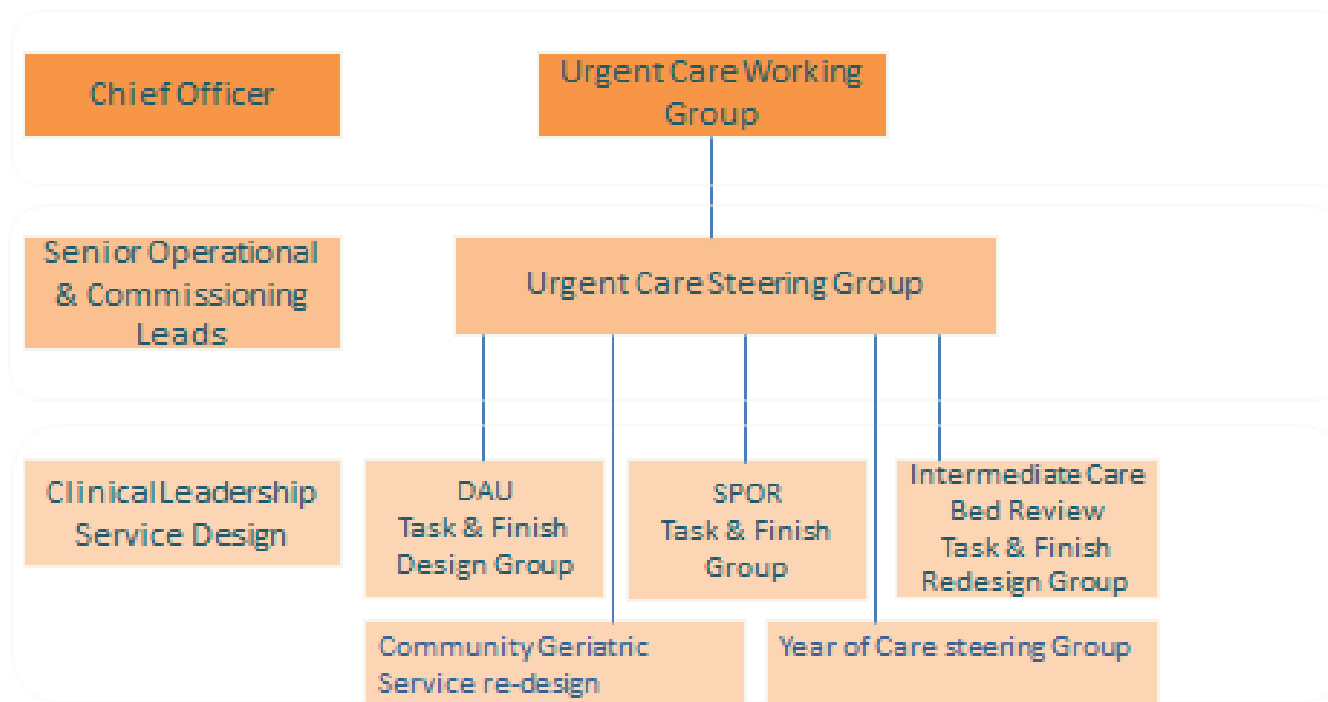 Chief Officer
Urgent Care Working
Group
Senior Operational
& Commissioning
Leads
Urgent Care Steering Group
Clinical Leadership
Service Design
DAU
Task & Finish
Design Group
SPOR
Task & Finish
Group
Intermediate Care
Bed Review
Task & Finish
Redesign Group
Community Geriatric
Service re-design
Year of Care steering Group